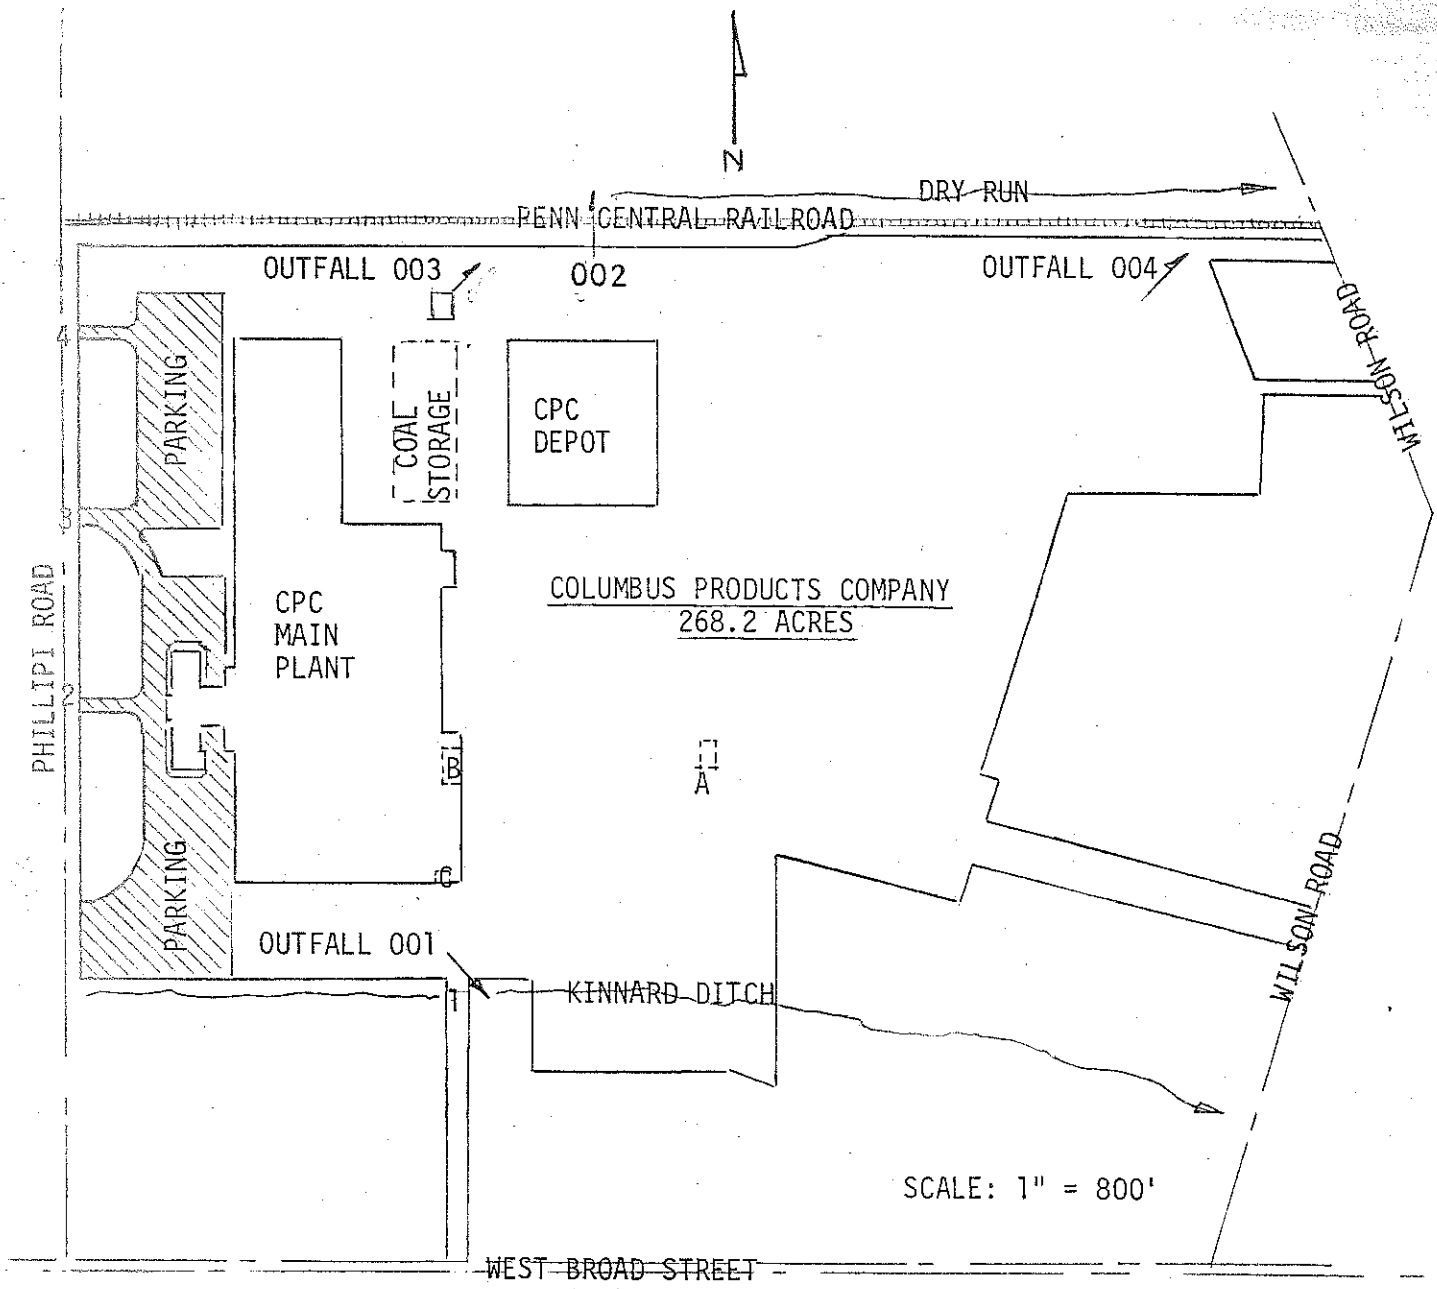 N
DRY RUN
PENN CENTRAL RAILROAD
OUTFALL 003
002
OUTFALL 004
WILSON ROAD
4
PARKING
COAL
STORAGE
CPC
DEPOT
3
PHILLIPI ROAD
COLUMBUS PRODUCTS COMPANY
268.2 ACRES
CPC
MAIN
PLANT
2
B
A
C
PARKING
WILSON ROAD
OUTFALL 001
1
KINNARD DITCH
SCALE: 1" = 800'
WEST BROAD STREET